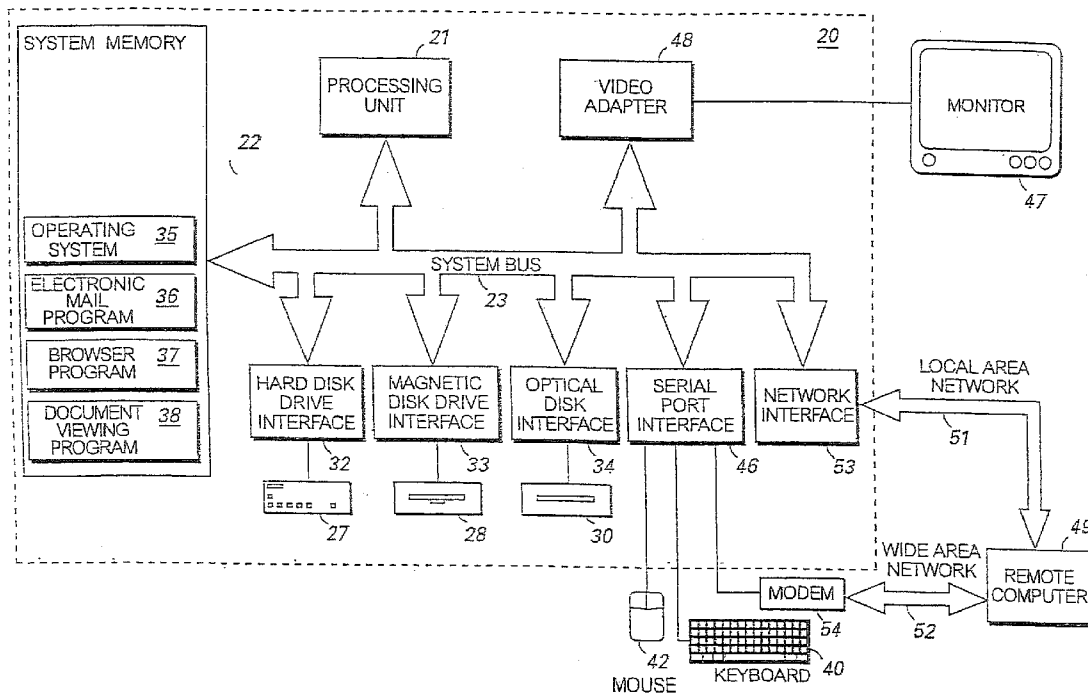 SYSTEM MEMORY
22
OPERATING SYSTEM 35
ELECTRONIC MAIL PROGRAM 36
BROWSER PROGRAM 37
DOCUMENT VIEWING PROGRAM 38
21
PROCESSING
UNIT
48
VIDEO
ADAPTER
20
MONITOR
47
SYSTEM BUS
23
HARD DISK
DRIVE
INTERFACE
32
27
MAGNETIC
DISK DRIVE
INTERFACE
33
28
OPTICAL
DISK
INTERFACE
34
30
SERIAL
PORT
INTERFACE
46
NETWORK
INTERFACE
53
LOCAL AREA
NETWORK
51
49
REMOTE
COMPUTER
WIDE AREA
NETWORK
52
MODEM
54
42
MOUSE
40
KEYBOARD